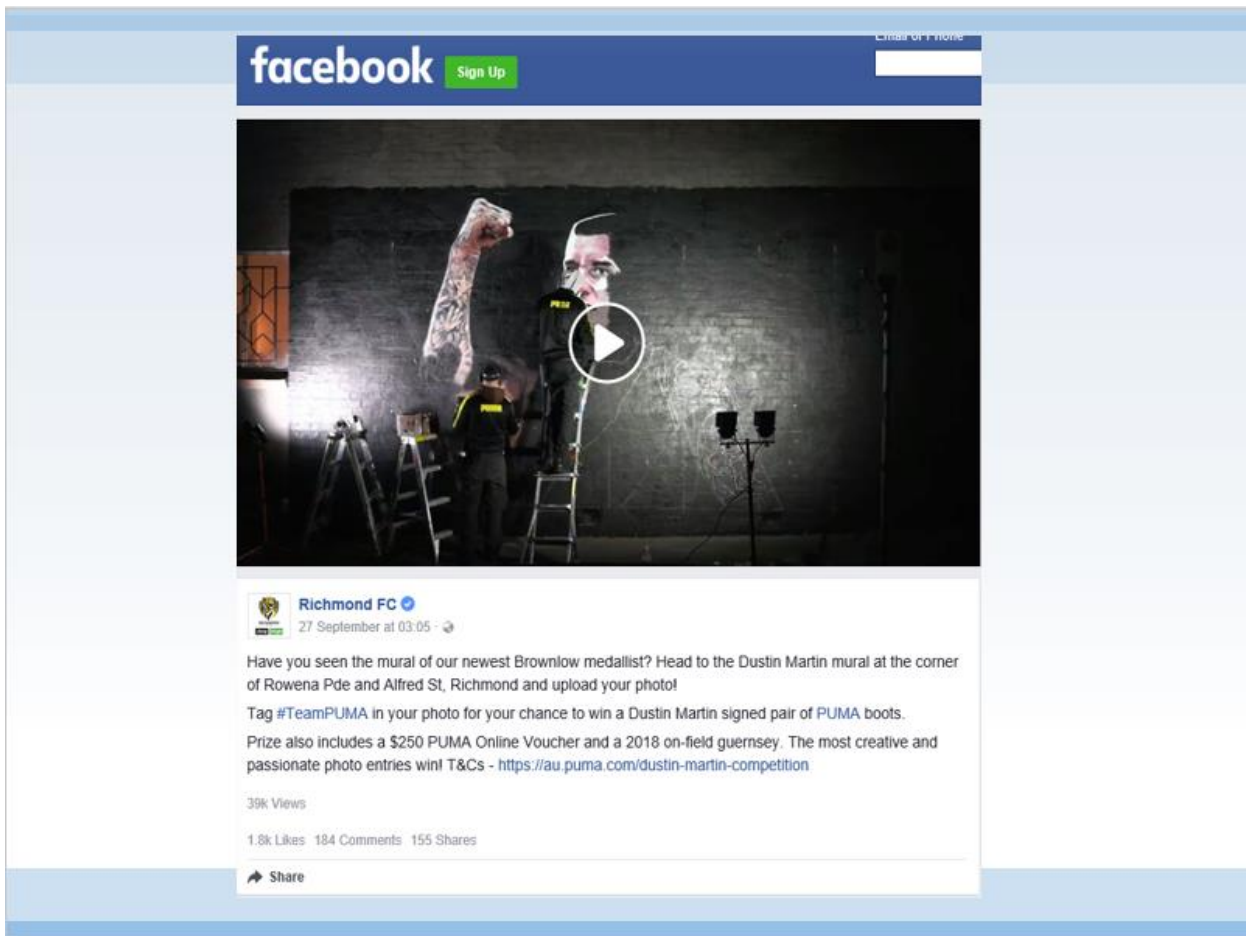 Email or Phone
facebook
Sign Up
PUMA
PUMA
Richmond FC
27 September at 03:05 ·
Have you seen the mural of our newest Brownlow medallist? Head to the Dustin Martin mural at the corner
of Rowena Pde and Alfred St, Richmond and upload your photo!
Tag #TeamPUMA in your photo for your chance to win a Dustin Martin signed pair of PUMA boots.
Prize also includes a $250 PUMA Online Voucher and a 2018 on-field guernsey. The most creative and
passionate photo entries win! T&Cs - https://au.puma.com/dustin-martin-competition
39k Views
1.8k Likes 184 Comments 155 Shares
Share